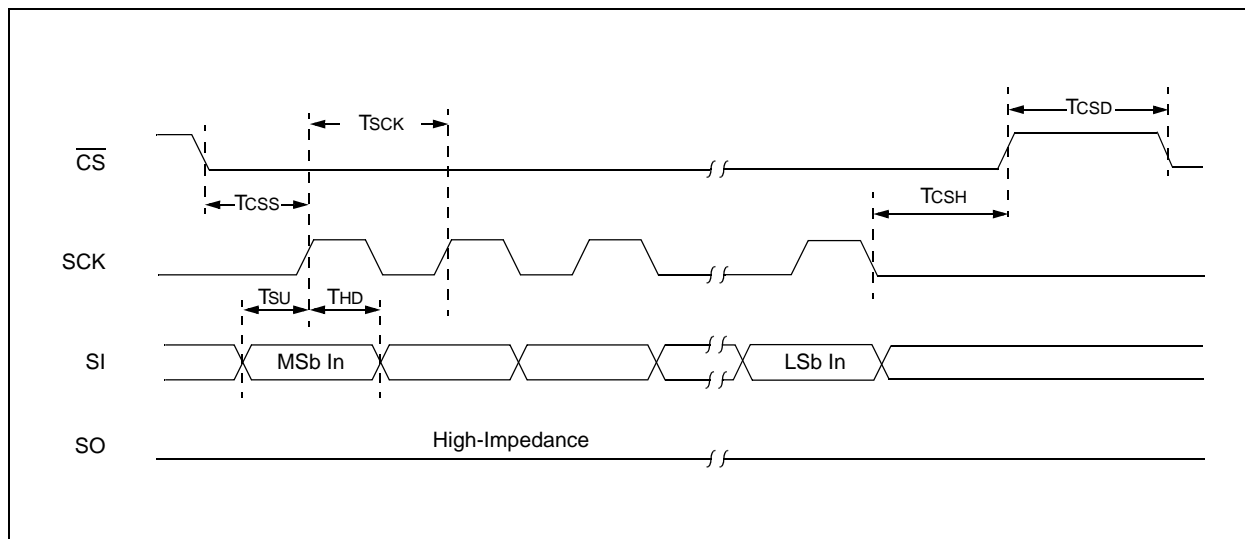 TCSD
TSCK
CS
TCSS
TCSH
SCK
TSU
THD
SI
MSb In
LSb In
SO
High-Impedance